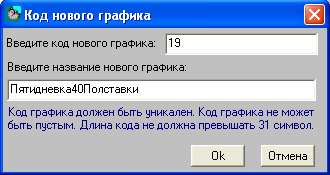 Код нового графика
Введите код нового графика: 19
Введите название нового графика:
Пятидневка40Полставки
Код графика должен быть уникален. Код графика не может
быть пустым. Длина кода не должна превышать 31 символ.
Ok Отмена